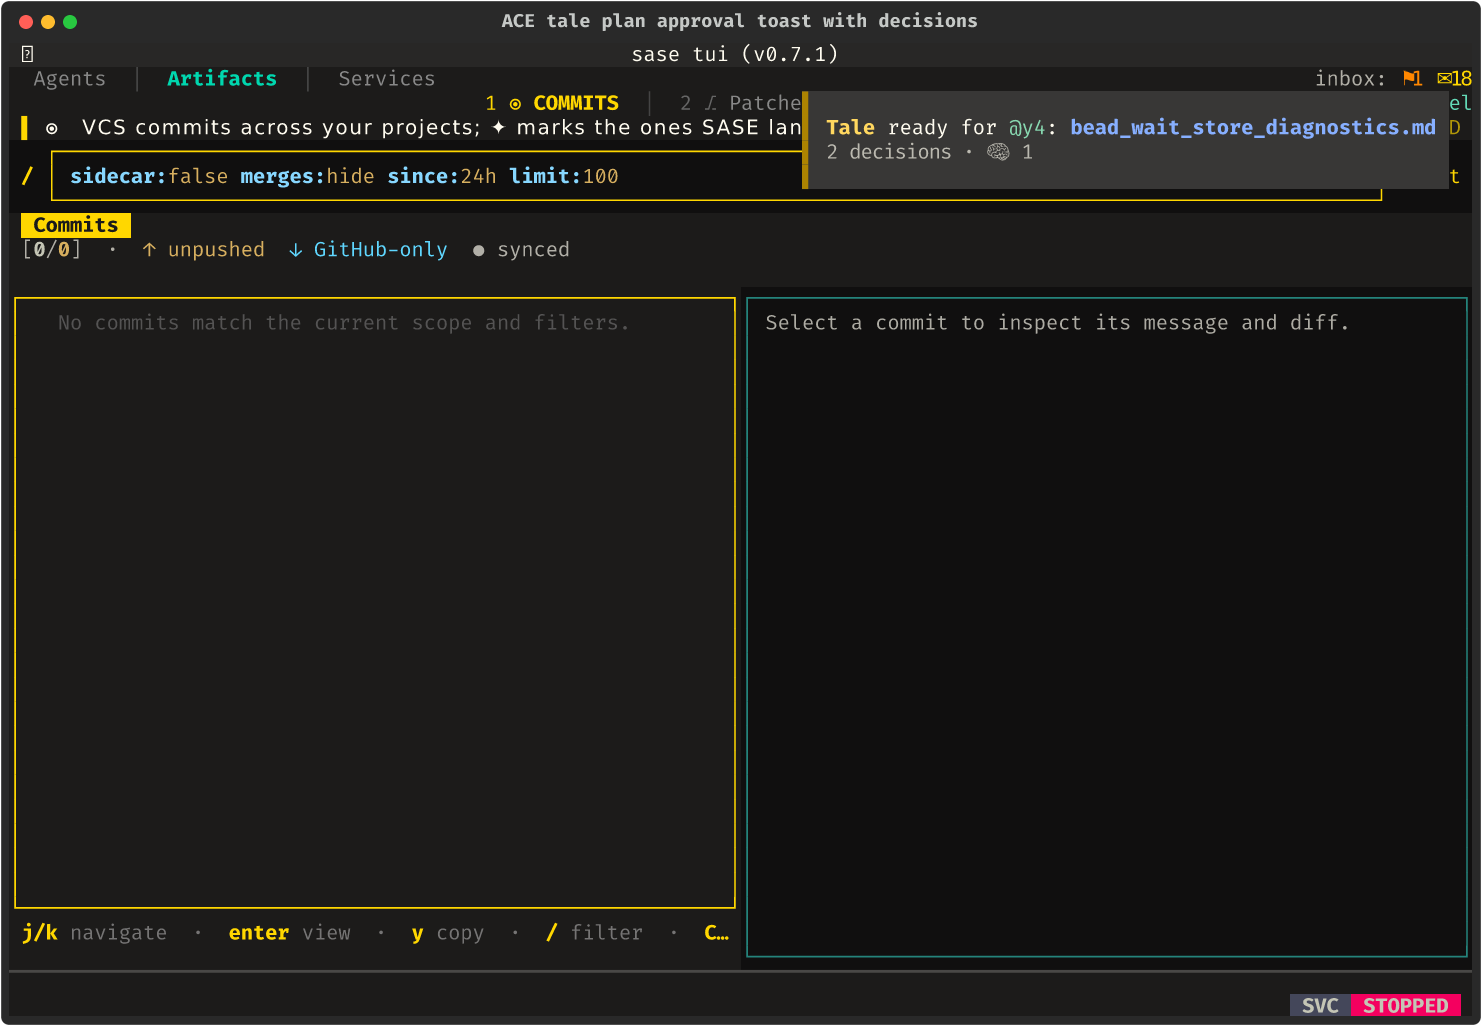 ACE tale plan approval toast with decisions
sase tui (v0.7.1)
Agents │ Artifacts │ Services inbox: ⚑1 ✉18
1 ⊙ COMMITS │ 2 Patche el
⊙ VCS commits across your projects; ✦ marks the ones SASE lan D
Tale ready for @y4: bead_wait_store_diagnostics.md
2 decisions · 🧠 1
/ sidecar:false merges:hide since:24h limit:100 t
Commits
[0/0] · ↑ unpushed ↓ GitHub-only ● synced
No commits match the current scope and filters.
Select a commit to inspect its message and diff.
j/k navigate · enter view · y copy · / filter · C…
SVC STOPPED